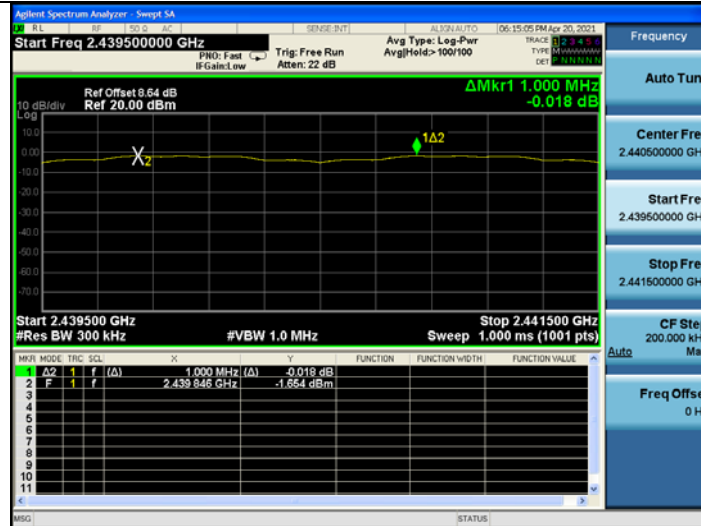 Agilent Spectrum Analyzer - Swept SA
RL RF 50 Ω AC SENSE:INT ALIGNAUTO 06:15:05 PM Apr 20, 2021
Start Freq 2.439500000 GHz
PNO: Fast
IFGain:Low
Trig: Free Run
Atten: 22 dB
Avg Type: Log-Pwr
Avg|Hold:>100/100
TRACE 1 2 3 4 5 6
TYPE M
DET P N N N N N
Ref Offset 8.64 dB
10 dB/div Ref 20.00 dBm
Log
ΔMkr1 1.000 MHz
-0.018 dB
10.0
0.00
-10.0
-20.0
-30.0
-40.0
-50.0
-60.0
-70.0
X2
1Δ2
Start 2.439500 GHz Stop 2.441500 GHz
#Res BW 300 kHz #VBW 1.0 MHz Sweep 1.000 ms (1001 pts)
MKR MODE TRC SCL X Y FUNCTION FUNCTION WIDTH FUNCTION VALUE
1 Δ2 1 f (Δ) 1.000 MHz (Δ) -0.018 dB
2 F 1 f 2.439 846 GHz -1.654 dBm
3
4
5
6
7
8
9
10
11
MSG STATUS
Frequency
Auto Tun
Center Fre
2.440500000 GH
Start Fre
2.439500000 GH
Stop Fre
2.441500000 GH
CF Ste
200.000 kH
Auto Ma
Freq Offse
0 H